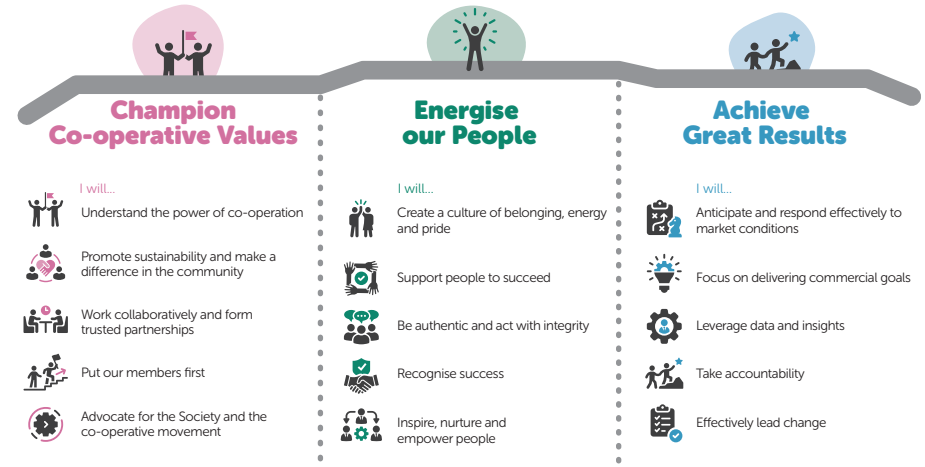 Champion
Co-operative Values
I will...
Understand the power of co-operation
Promote sustainability and make a
difference in the community
Work collaboratively and form
trusted partnerships
Put our members first
Advocate for the Society and the
co-operative movement
Energise
our People
I will...
Create a culture of belonging, energy
and pride
Support people to succeed
Be authentic and act with integrity
Recognise success
Inspire, nurture and
empower people
Achieve
Great Results
I will...
Anticipate and respond effectively to
market conditions
Focus on delivering commercial goals
Leverage data and insights
Take accountability
Effectively lead change